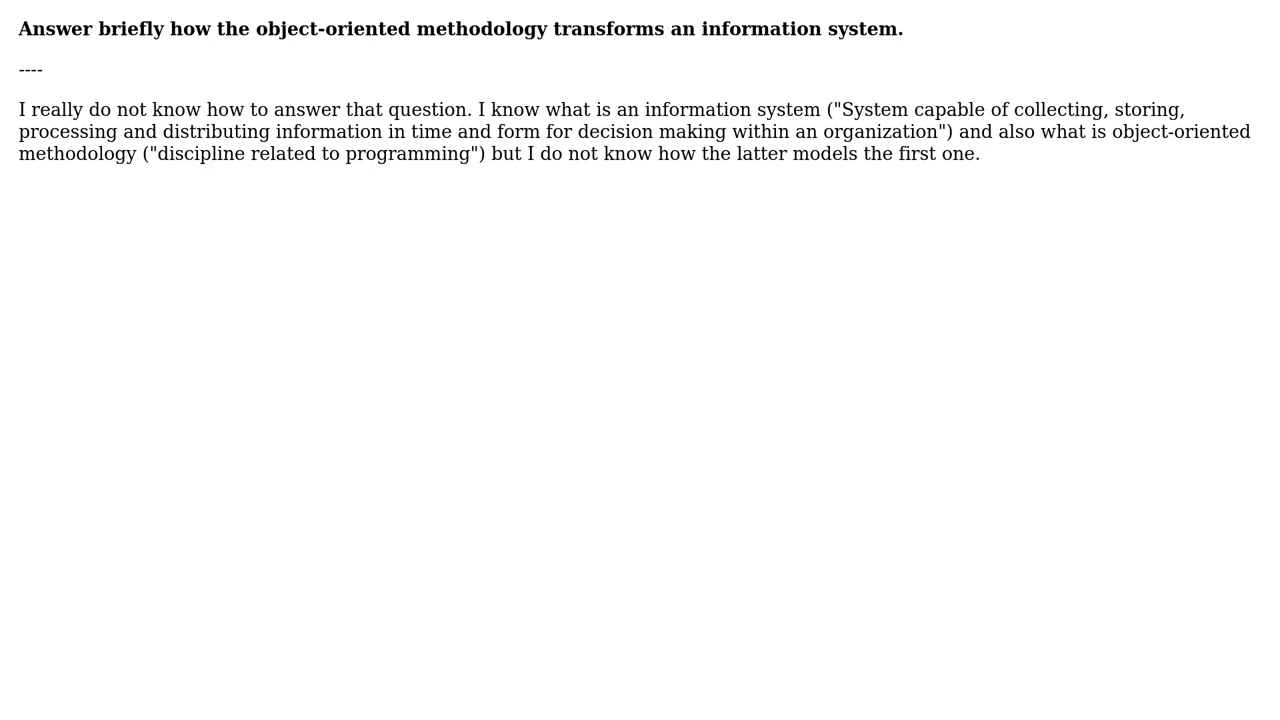 Answer briefly how the object-oriented methodology transforms an information system.
----
I really do not know how to answer that question. I know what is an information system ("System capable of collecting, storing,
processing and distributing information in time and form for decision making within an organization") and also what is object-oriented
methodology ("discipline related to programming") but I do not know how the latter models the first one.